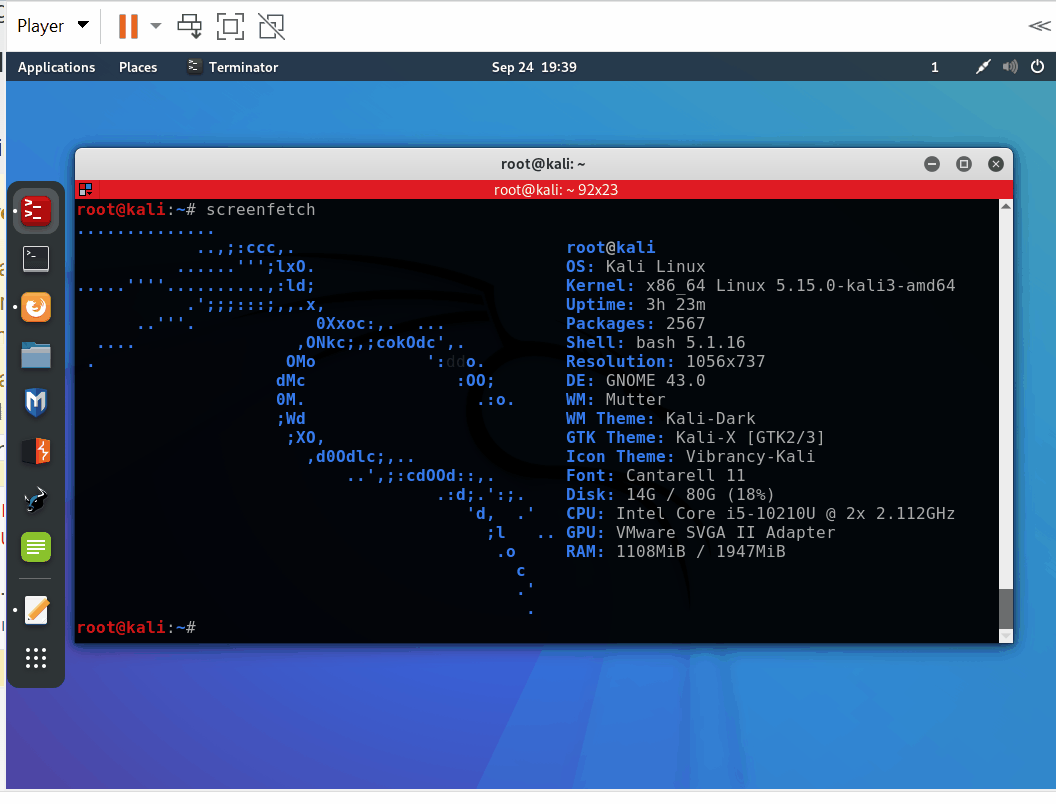 Player
Applications Places Terminator Sep 24 19:39 1
root@kali: ~
root@kali: ~ 92x23
root@kali:~# screenfetch
..............
            ..,;:ccc,.                           root@kali
          ......''';lxO.                         OS: Kali Linux
.....''''..........,:ld;                         Kernel: x86_64 Linux 5.15.0-kali3-amd64
           .';;;:::;,,.x,                        Uptime: 3h 23m
      ..'''.            0Xxoc:,.  ...            Packages: 2567
  ....                ,ONkc;,;cokOdc',.          Shell: bash 5.1.16
 .                   OMo           ':ddo.        Resolution: 1056x737
                    dMc               :OO;       DE: GNOME 43.0
                    0M.                 .:o.     WM: Mutter
                    ;Wd                          WM Theme: Kali-Dark
                     ;XO,                        GTK Theme: Kali-X [GTK2/3]
                       ,d0Odlc;,..               Icon Theme: Vibrancy-Kali
                           ..',;:cdOOd::,.       Font: Cantarell 11
                                    .:d;.':;.    Disk: 14G / 80G (18%)
                                       'd,  .'   CPU: Intel Core i5-10210U @ 2x 2.112GHz
                                         ;l   .. GPU: VMware SVGA II Adapter
                                          .o     RAM: 1108MiB / 1947MiB
                                            c
                                            .'
                                             .
root@kali:~#